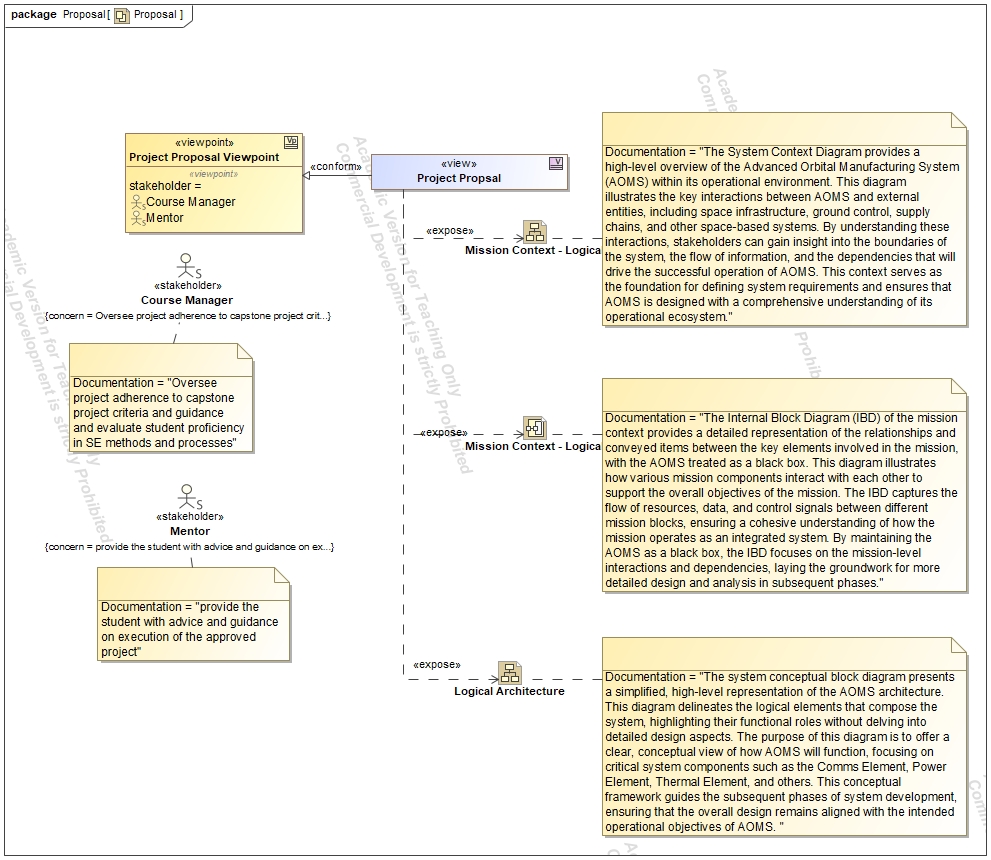 package Proposal[ Proposal ]
«viewpoint»
Project Proposal Viewpoint
«viewpoint»
stakeholder =
Course Manager
Mentor
«conform»
«view»
Project Propsal
«stakeholder»
Course Manager
{concern = Oversee project adherence to capstone project crit...}
Documentation = "Oversee
project adherence to capstone
project criteria and guidance
and evaluate student proficiency
in SE methods and processes"
«stakeholder»
Mentor
{concern = provide the student with advice and guidance on ex...}
Documentation = "provide the
student with advice and guidance
on execution of the approved
project"
«expose»
Mission Context - Logica
Documentation = "The System Context Diagram provides a
high-level overview of the Advanced Orbital Manufacturing System
(AOMS) within its operational environment. This diagram
illustrates the key interactions between AOMS and external
entities, including space infrastructure, ground control, supply
chains, and other space-based systems. By understanding these
interactions, stakeholders can gain insight into the boundaries of
the system, the flow of information, and the dependencies that will
drive the successful operation of AOMS. This context serves as
the foundation for defining system requirements and ensures that
AOMS is designed with a comprehensive understanding of its
operational ecosystem."
«expose»
Mission Context - Logica
Documentation = "The Internal Block Diagram (IBD) of the mission
context provides a detailed representation of the relationships and
conveyed items between the key elements involved in the mission,
with the AOMS treated as a black box. This diagram illustrates
how various mission components interact with each other to
support the overall objectives of the mission. The IBD captures the
flow of resources, data, and control signals between different
mission blocks, ensuring a cohesive understanding of how the
mission operates as an integrated system. By maintaining the
AOMS as a black box, the IBD focuses on the mission-level
interactions and dependencies, laying the groundwork for more
detailed design and analysis in subsequent phases."
«expose»
Logical Architecture
Documentation = "The system conceptual block diagram presents
a simplified, high-level representation of the AOMS architecture.
This diagram delineates the logical elements that compose the
system, highlighting their functional roles without delving into
detailed design aspects. The purpose of this diagram is to offer a
clear, conceptual view of how AOMS will function, focusing on
critical system components such as the Comms Element, Power
Element, Thermal Element, and others. This conceptual
framework guides the subsequent phases of system development,
ensuring that the overall design remains aligned with the intended
operational objectives of AOMS. "
Academic Version for Teaching Only
Commercial Development is strictly Prohibited